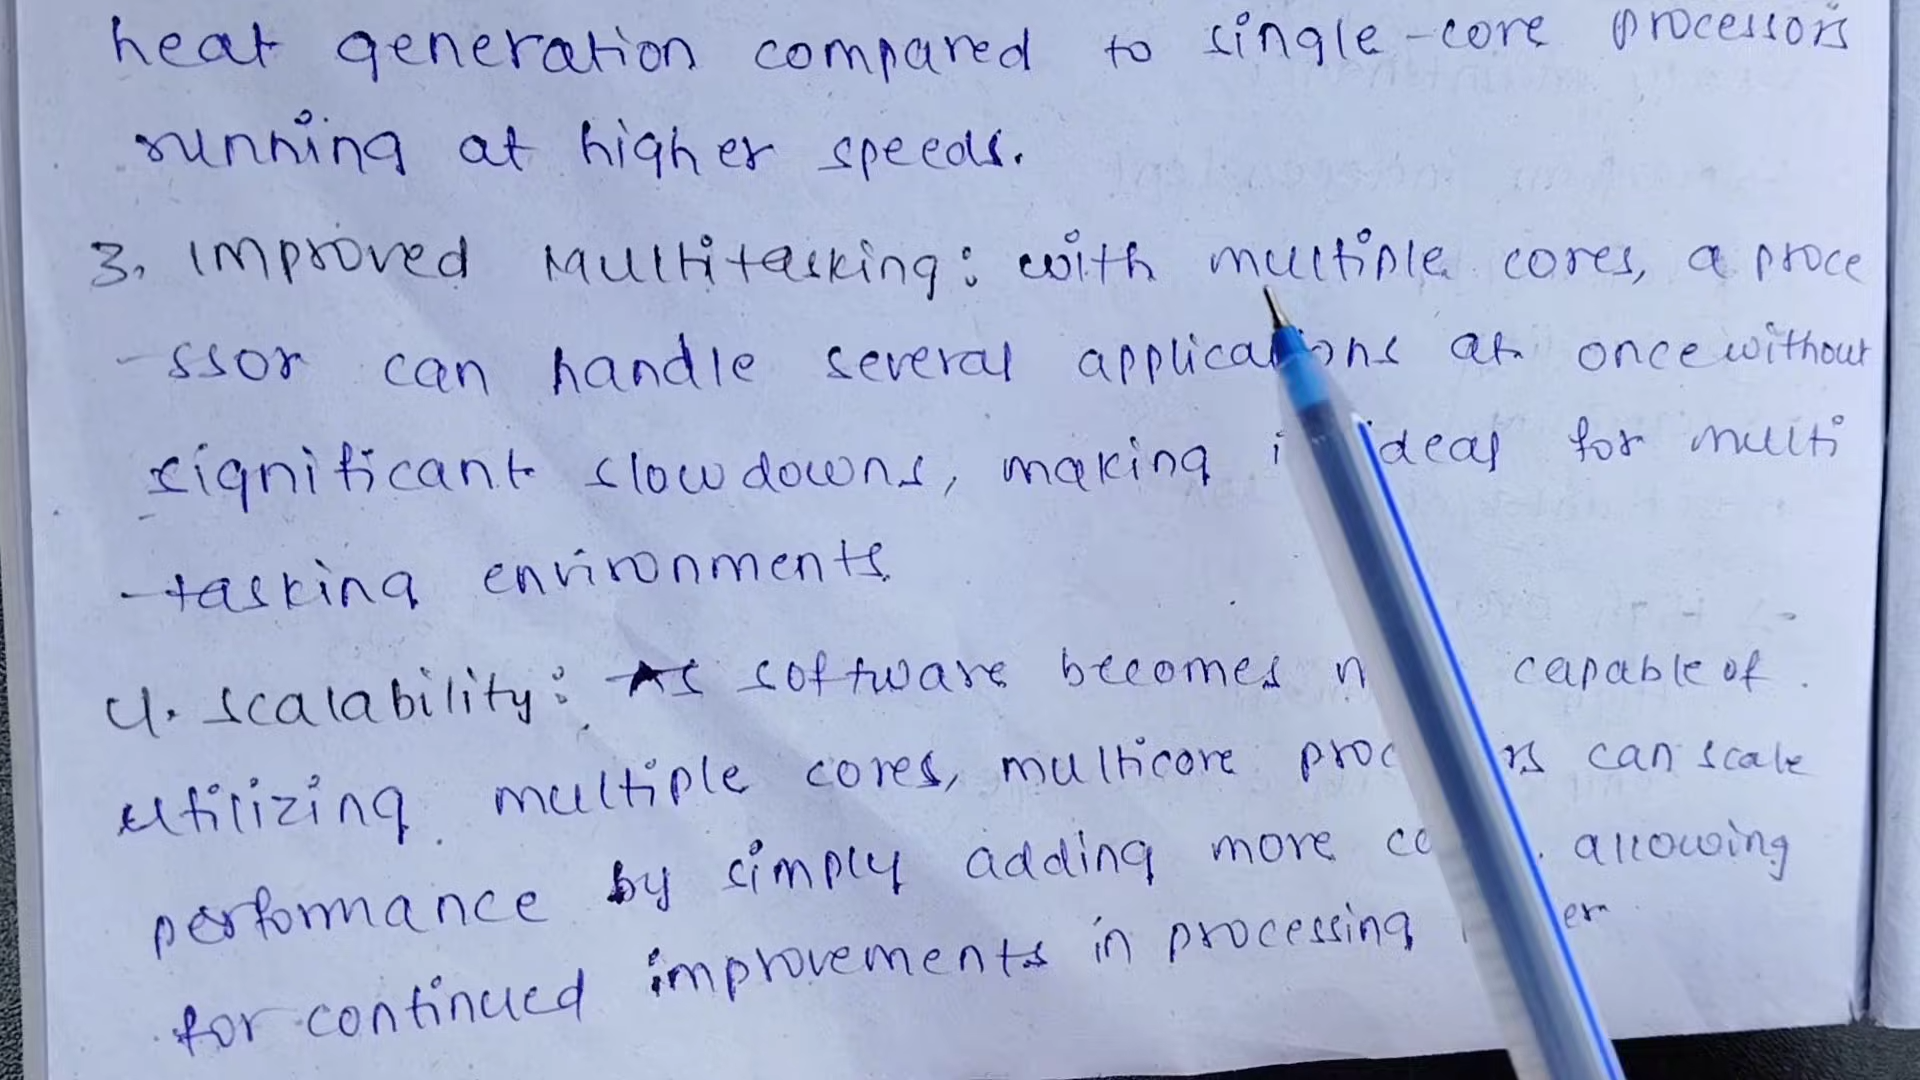 heat generation compared to single-core processors
running at higher speeds.
3. Improved Multitasking: with multiple cores, a proce
-ssor can handle several applications at once without
significant slowdowns, making ideal for multi
-tasking environments
4. Scalability: As software becomes capable of
utilizing multiple cores, multicore can scale
performance by simply adding more allowing
for continued improvements in processing